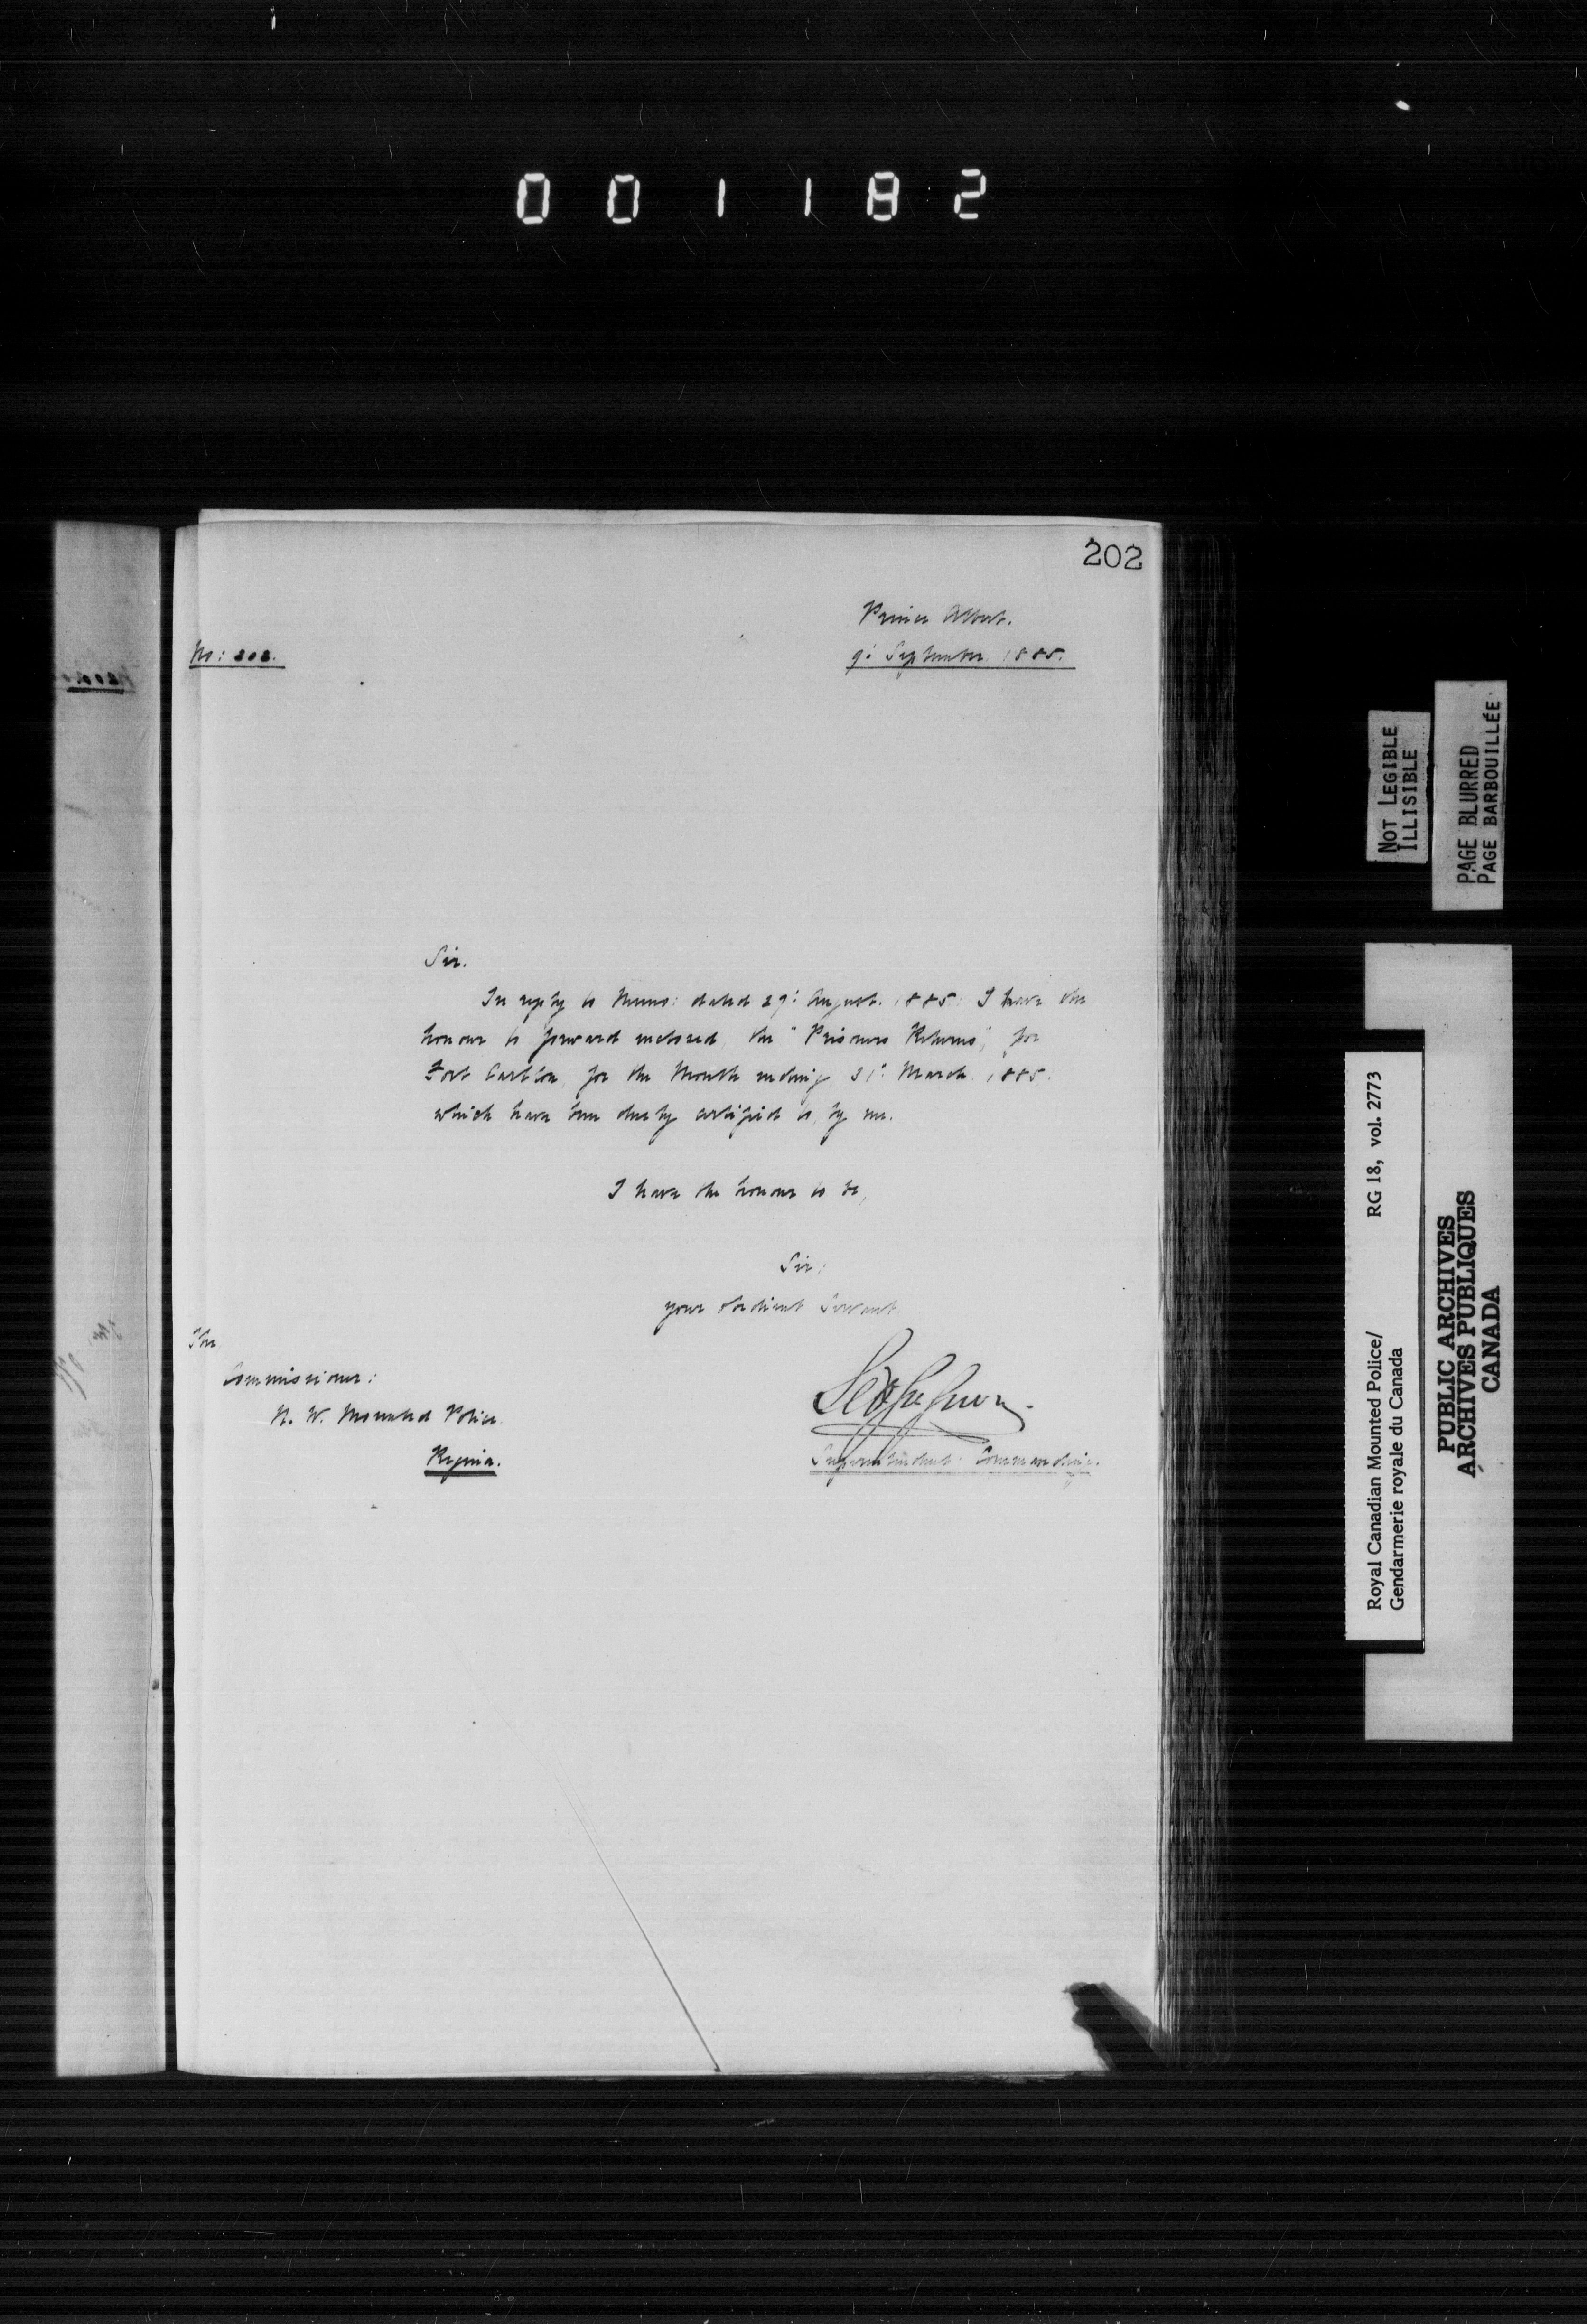 001182
202
Prince Albert.
No:
9: September. 1885.
Sir.
In reply to Memo: dated 29: August. 1885: I have the
honour to forward enclosed, the "Prisoners Returns", for
Fort Carlton, for the Month ending 31: March. 1885.
which have been duly certified to, by me.
I have the honour to be,
Sir:
your obedient Servant.
The
Commissioner:
N. W. Mounted Police
Regina.
Superintendent. Commanding.
NOT LEGIBLE
ILLISIBLE
PAGE BLURRED
PAGE BARBOUILLÉE
Royal Canadian Mounted Police/ RG 18, vol. 2773
Gendarmerie royale du Canada
PUBLIC ARCHIVES
ARCHIVES PUBLIQUES
CANADA